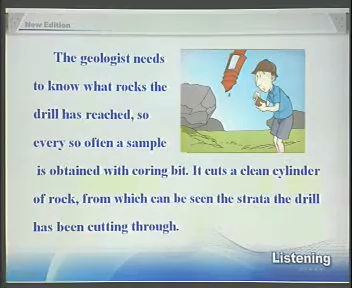 New Edition
The geologist needs
to know what rocks the
drill has reached, so
every so often a sample
is obtained with coring bit. It cuts a clean cylinder
of rock, from which can be seen the strata the drill
has been cutting through.
Listening